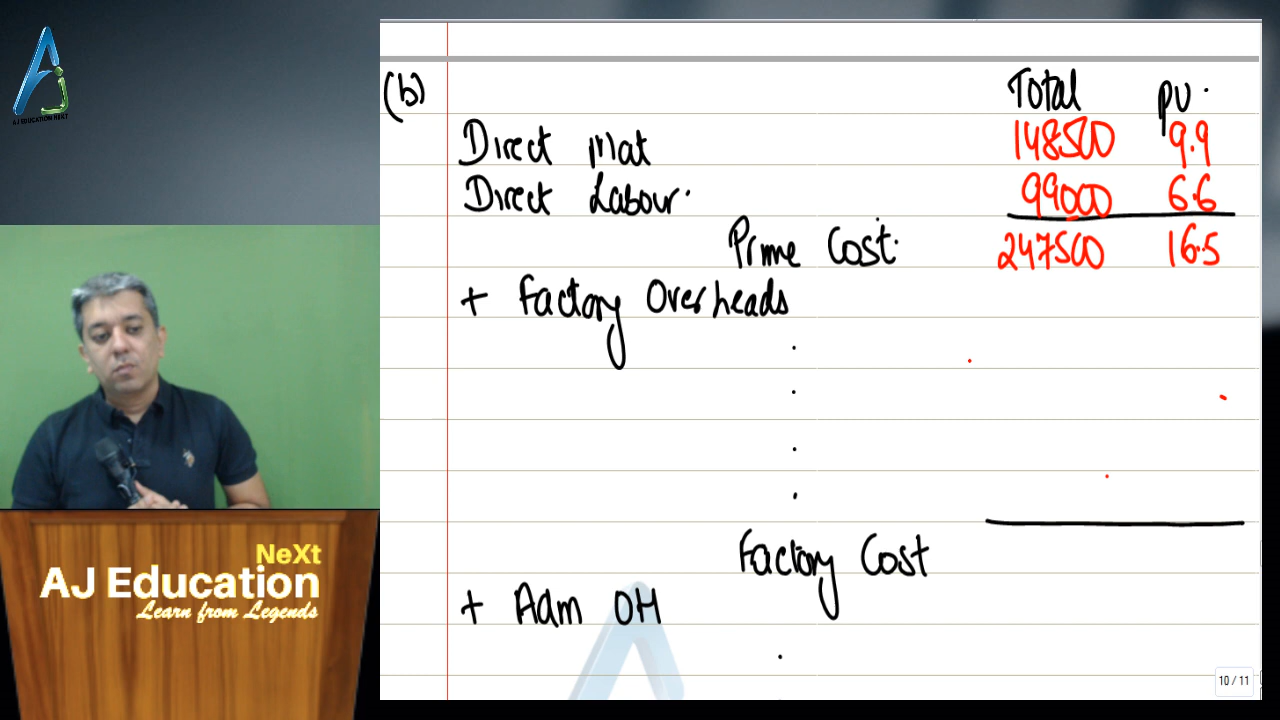 AJ EDUCATION NEXT
(b)
Total pu.
Direct Mat 148500 9.9
Direct Labour. 99000 6.6
Prime Cost. 247500 16.5
+ Factory Overheads
.
.
.
.
Factory Cost
+ Adm OH
.
NeXt
AJ Education
Learn from Legends
10 / 11